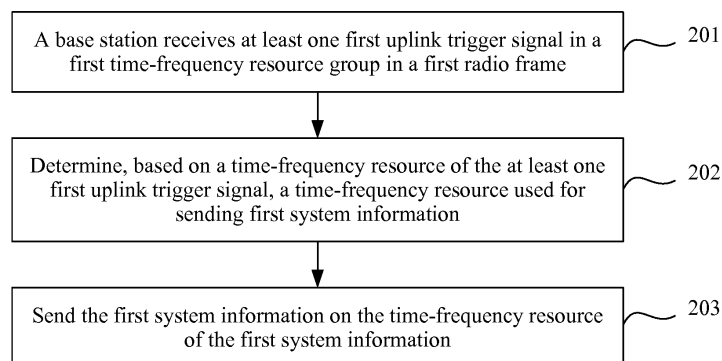 A base station receives at least one first uplink trigger signal in a
first time-frequency resource group in a first radio frame
201
Determine, based on a time-frequency resource of the at least one
first uplink trigger signal, a time-frequency resource used for
sending first system information
202
Send the first system information on the time-frequency resource
of the first system information
203